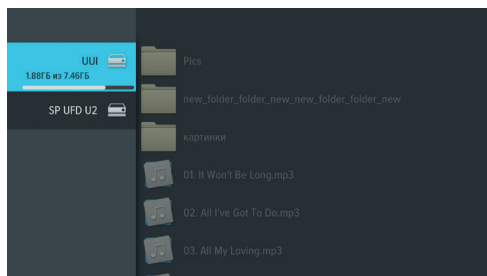 UUI
1.88ГБ из 7.46ГБ
SP UFD U2
Pics
new_folder_folder_new_new_folder_folder_new
картинки
01. It Won't Be Long.mp3
02. All I've Got To Do.mp3
03. All My Loving.mp3